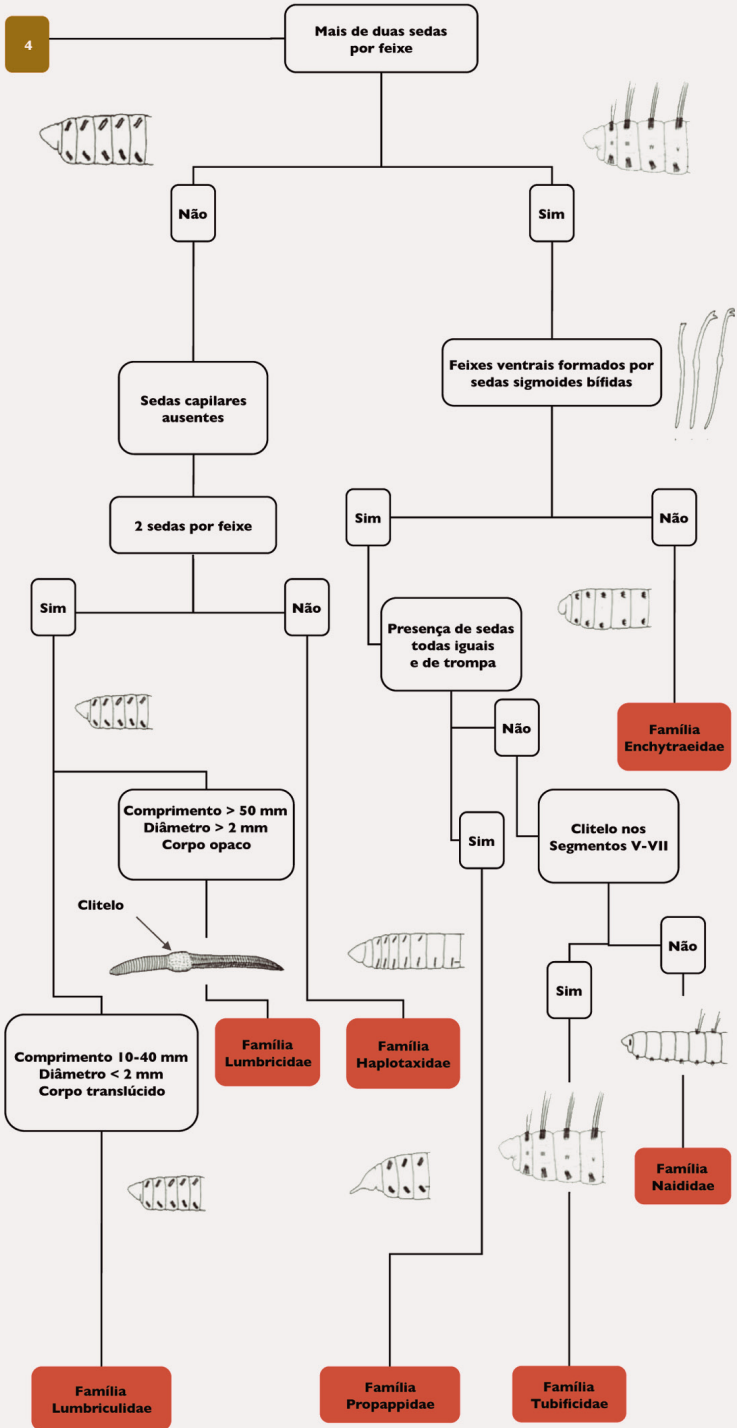 4
Mais de duas sedas
por feixe
Não
Sim
Sedas capilares
ausentes
Feixes ventrais formados por
sedas sigmoides bífidas
2 sedas por feixe
Sim
Não
Sim
Não
Presença de sedas
todas iguais
e de trompa
Família
Enchytraeidae
Não
Comprimento > 50 mm
Diâmetro > 2 mm
Corpo opaco
Sim
Clitelo nos
Segmentos V-VII
Clitelo
Não
Sim
Família
Lumbricidae
Família
Haplotaxidae
Comprimento 10-40 mm
Diâmetro < 2 mm
Corpo translúcido
Família
Naididae
Família
Lumbriculidae
Família
Propappidae
Família
Tubificidae